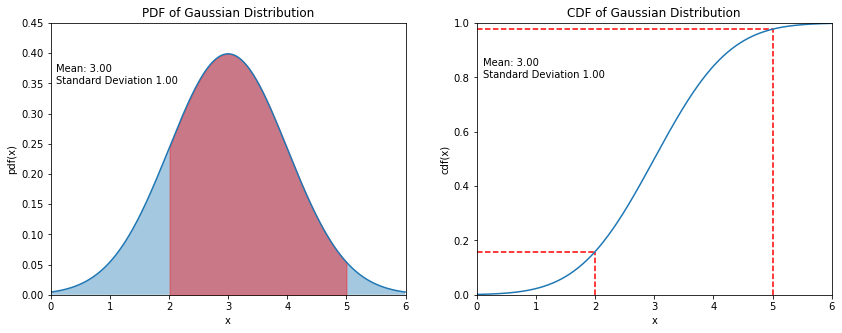 PDF of Gaussian Distribution
0.45
0.40
0.35
0.30
0.25
0.20
0.15
0.10
0.05
0.00
pdf(x)
Mean: 3.00
Standard Deviation 1.00
0 1 2 3 4 5 6
x
CDF of Gaussian Distribution
1.0
0.8
0.6
0.4
0.2
0.0
cdf(x)
Mean: 3.00
Standard Deviation 1.00
0 1 2 3 4 5 6
x